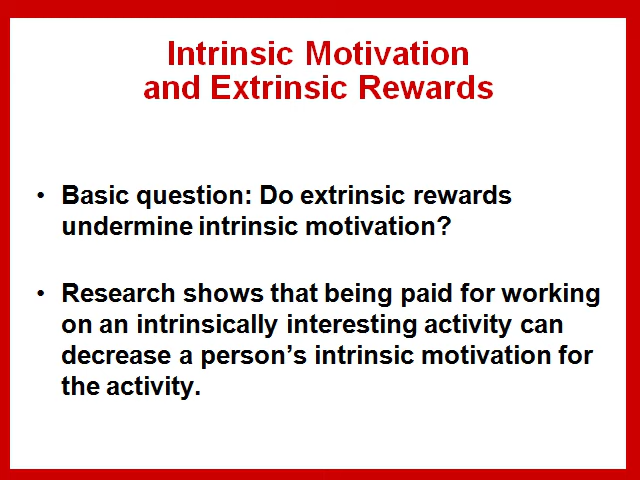 Intrinsic Motivation
and Extrinsic Rewards
• Basic question: Do extrinsic rewards
undermine intrinsic motivation?
• Research shows that being paid for working
on an intrinsically interesting activity can
decrease a person’s intrinsic motivation for
the activity.